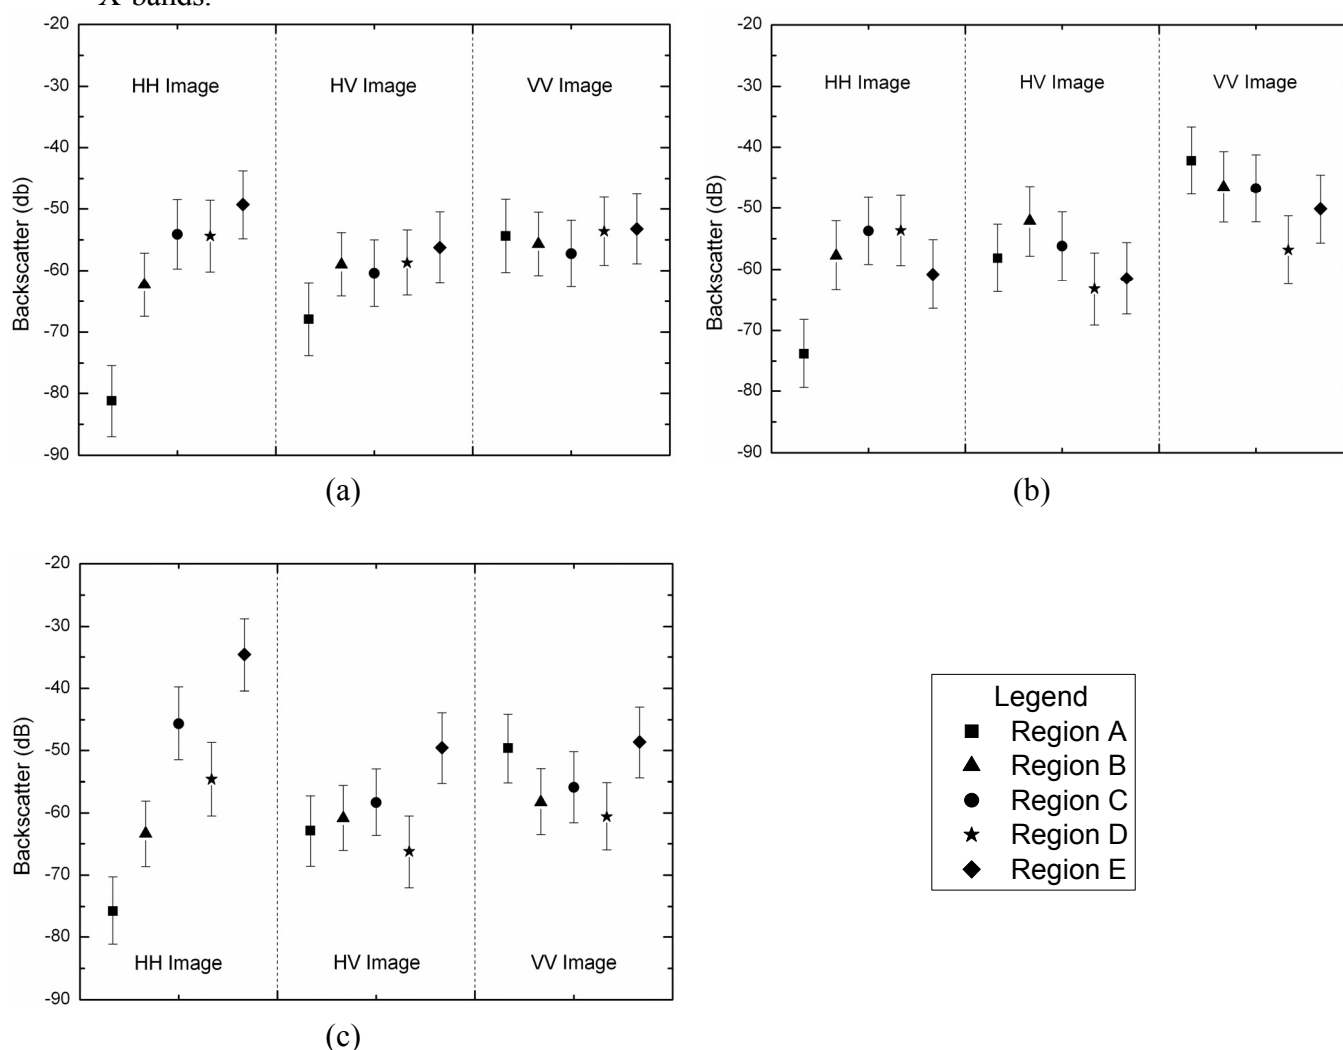 X-bands.
-20
-30
-40
-50
-60
-70
-80
-90
Backscatter (db)
HH Image
HV Image
VV Image
(a)
-20
-30
-40
-50
-60
-70
-80
-90
Backscatter (dB)
HH Image
HV Image
VV Image
(b)
-20
-30
-40
-50
-60
-70
-80
-90
Backscatter (dB)
HH Image
HV Image
VV Image
(c)
Legend
Region A
Region B
Region C
Region D
Region E